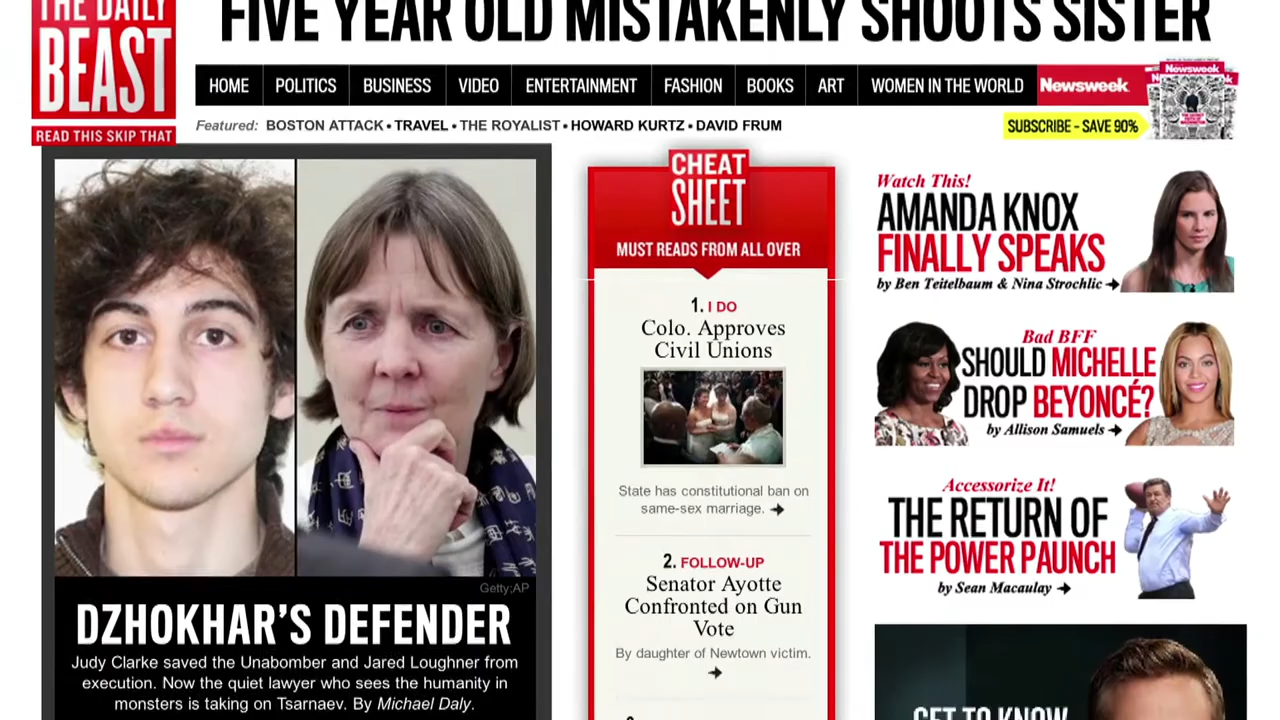 THE DAILY
BEAST
READ THIS SKIP THAT
FIVE YEAR OLD MISTAKENLY SHOOTS SISTER
HOME POLITICS BUSINESS VIDEO ENTERTAINMENT FASHION BOOKS ART WOMEN IN THE WORLD Newsweek
Newsweek
Featured: BOSTON ATTACK • TRAVEL • THE ROYALIST • HOWARD KURTZ • DAVID FRUM
SUBSCRIBE - SAVE 90%
Getty;AP
DZHOKHAR'S DEFENDER
Judy Clarke saved the Unabomber and Jared Loughner from
execution. Now the quiet lawyer who sees the humanity in
monsters is taking on Tsarnaev. By Michael Daly.
CHEAT
SHEET
MUST READS FROM ALL OVER
1. I DO
Colo. Approves
Civil Unions
State has constitutional ban on
same-sex marriage.
2. FOLLOW-UP
Senator Ayotte
Confronted on Gun
Vote
By daughter of Newtown victim.
Watch This!
AMANDA KNOX
FINALLY SPEAKS
by Ben Teitelbaum & Nina Strochlic
Bad BFF
SHOULD MICHELLE
DROP BEYONCÉ?
by Allison Samuels
Accessorize It!
THE RETURN OF
THE POWER PAUNCH
by Sean Macaulay
GET TO KNOW